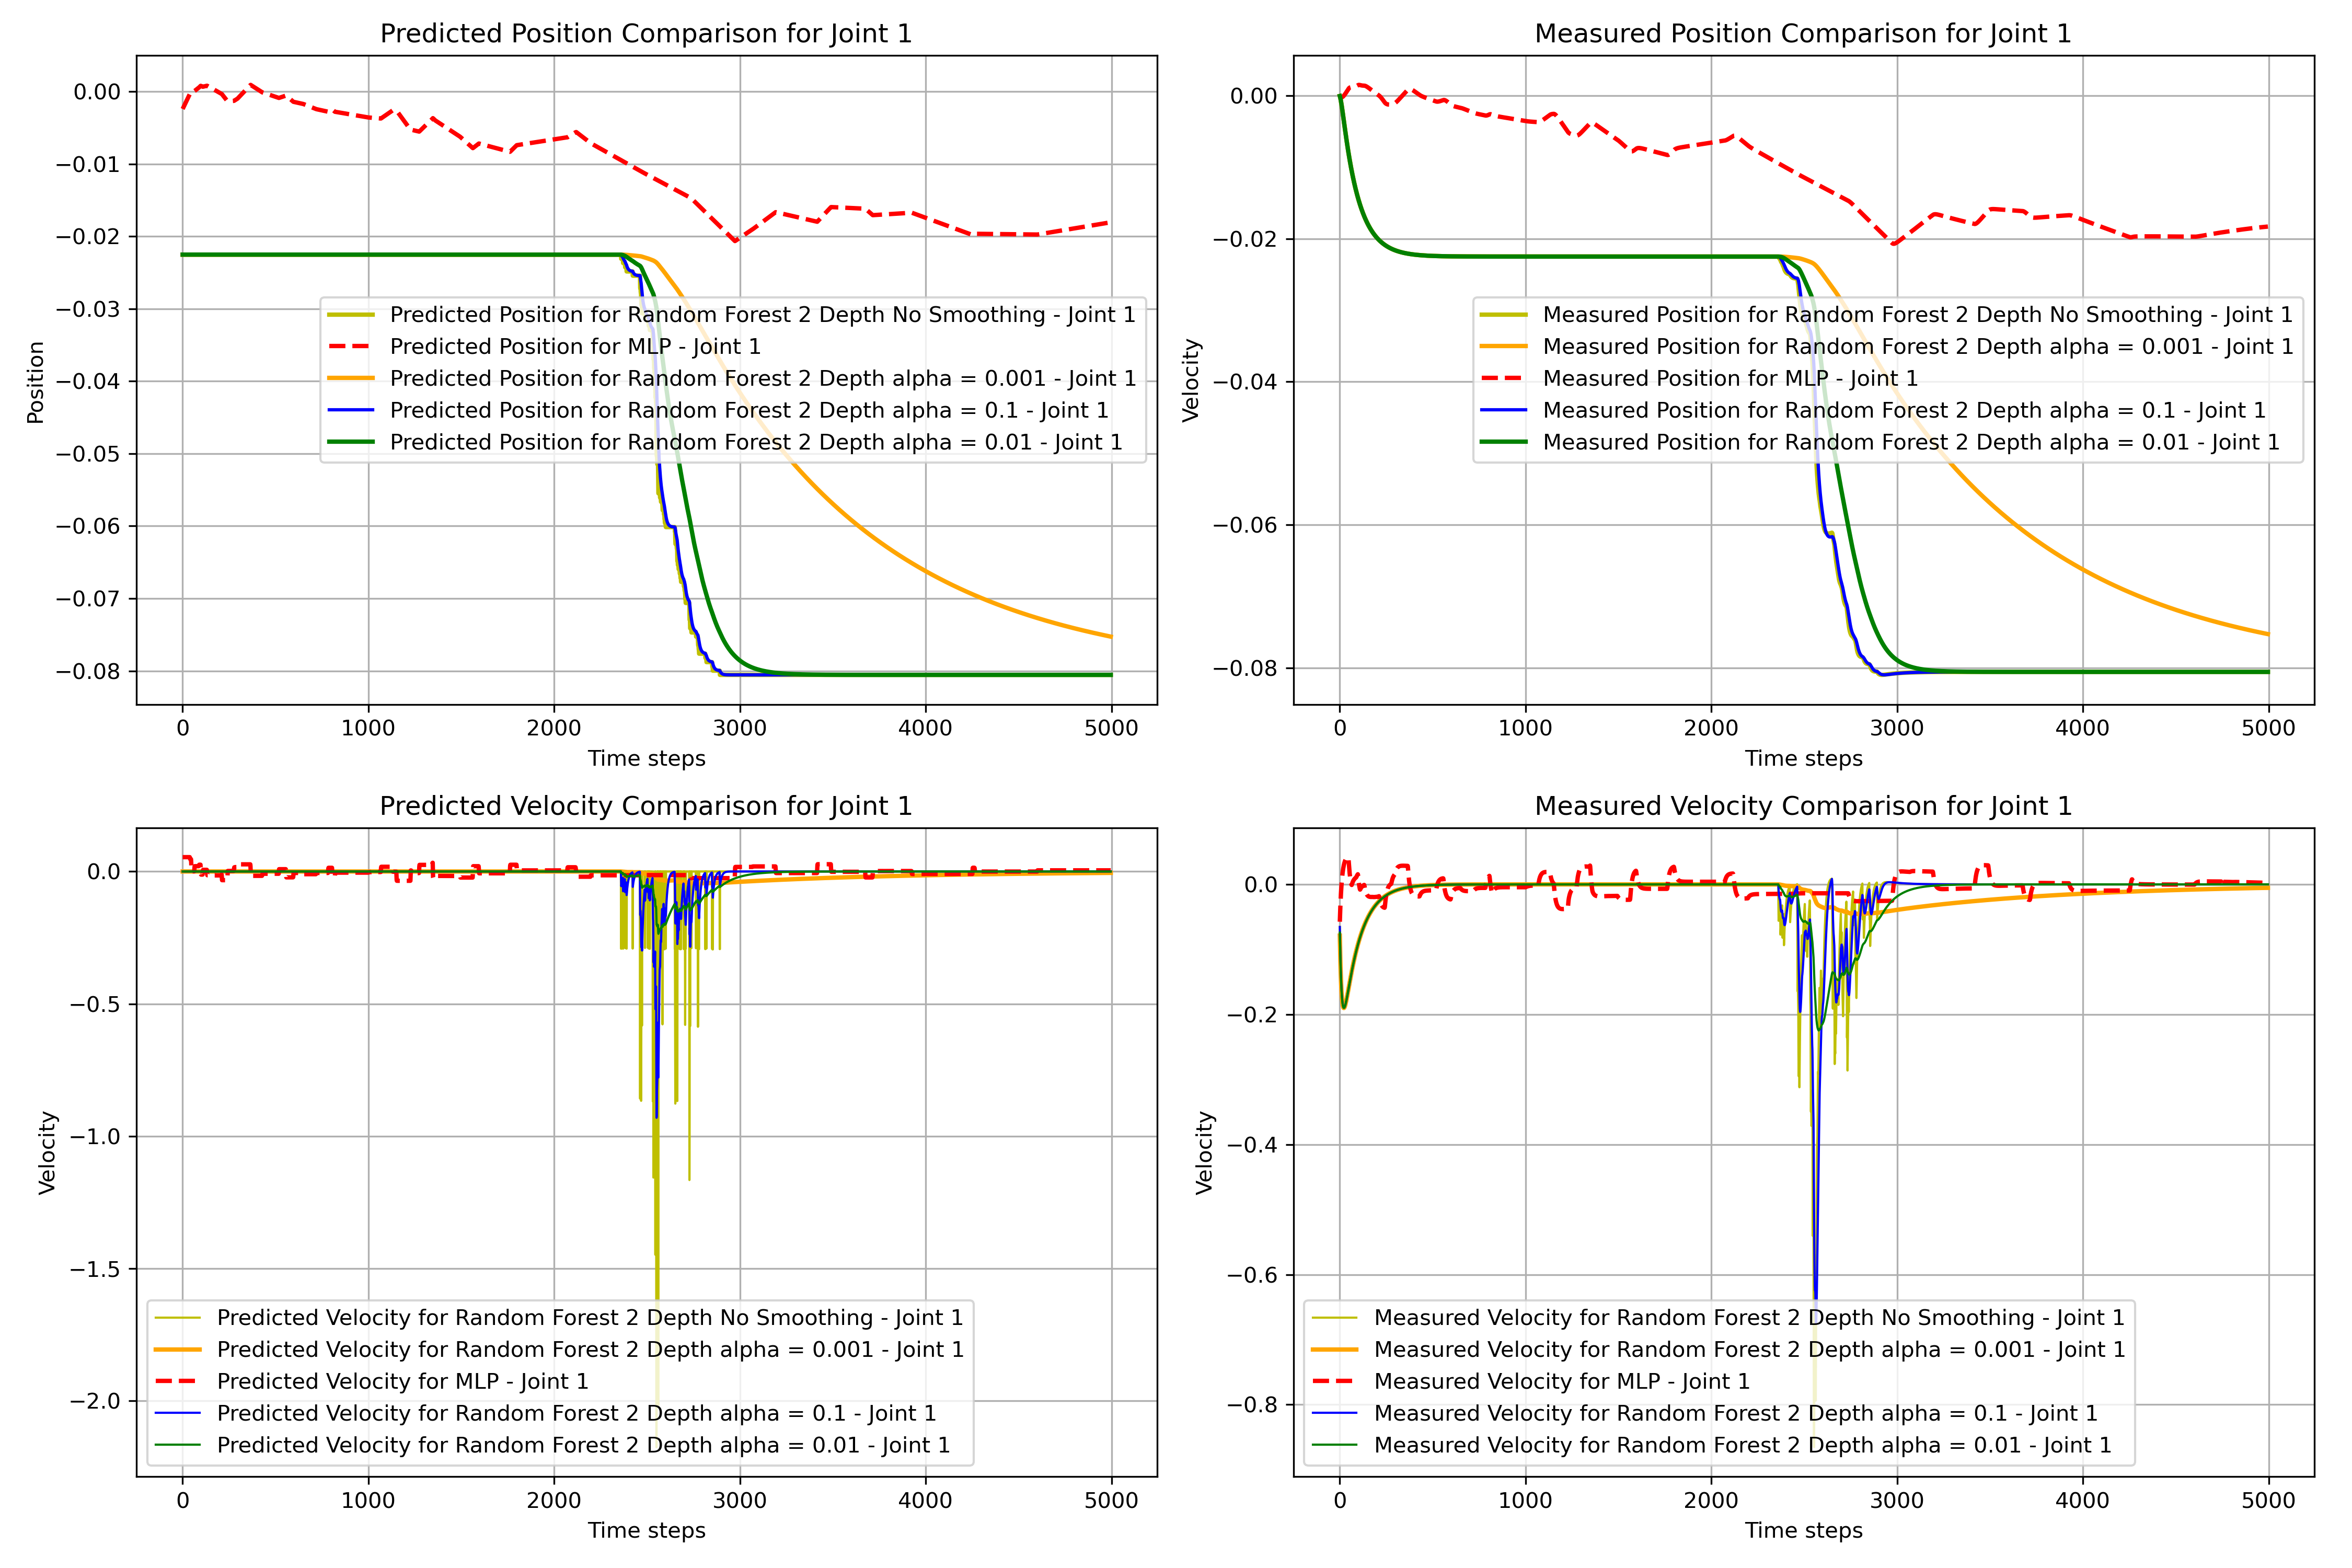 Predicted Position Comparison for Joint 1
0.00
−0.01
−0.02
−0.03
−0.04
−0.05
−0.06
−0.07
−0.08
Position
Predicted Position for Random Forest 2 Depth No Smoothing - Joint 1
Predicted Position for MLP - Joint 1
Predicted Position for Random Forest 2 Depth alpha = 0.001 - Joint 1
Predicted Position for Random Forest 2 Depth alpha = 0.1 - Joint 1
Predicted Position for Random Forest 2 Depth alpha = 0.01 - Joint 1
0 1000 2000 3000 4000 5000
Time steps
Measured Position Comparison for Joint 1
0.00
−0.02
−0.04
−0.06
−0.08
Velocity
Measured Position for Random Forest 2 Depth No Smoothing - Joint 1
Measured Position for Random Forest 2 Depth alpha = 0.001 - Joint 1
Measured Position for MLP - Joint 1
Measured Position for Random Forest 2 Depth alpha = 0.1 - Joint 1
Measured Position for Random Forest 2 Depth alpha = 0.01 - Joint 1
0 1000 2000 3000 4000 5000
Time steps
Predicted Velocity Comparison for Joint 1
0.0
−0.5
−1.0
−1.5
−2.0
Velocity
Predicted Velocity for Random Forest 2 Depth No Smoothing - Joint 1
Predicted Velocity for Random Forest 2 Depth alpha = 0.001 - Joint 1
Predicted Velocity for MLP - Joint 1
Predicted Velocity for Random Forest 2 Depth alpha = 0.1 - Joint 1
Predicted Velocity for Random Forest 2 Depth alpha = 0.01 - Joint 1
0 1000 2000 3000 4000 5000
Time steps
Measured Velocity Comparison for Joint 1
0.0
−0.2
−0.4
−0.6
−0.8
Velocity
Measured Velocity for Random Forest 2 Depth No Smoothing - Joint 1
Measured Velocity for Random Forest 2 Depth alpha = 0.001 - Joint 1
Measured Velocity for MLP - Joint 1
Measured Velocity for Random Forest 2 Depth alpha = 0.1 - Joint 1
Measured Velocity for Random Forest 2 Depth alpha = 0.01 - Joint 1
0 1000 2000 3000 4000 5000
Time steps